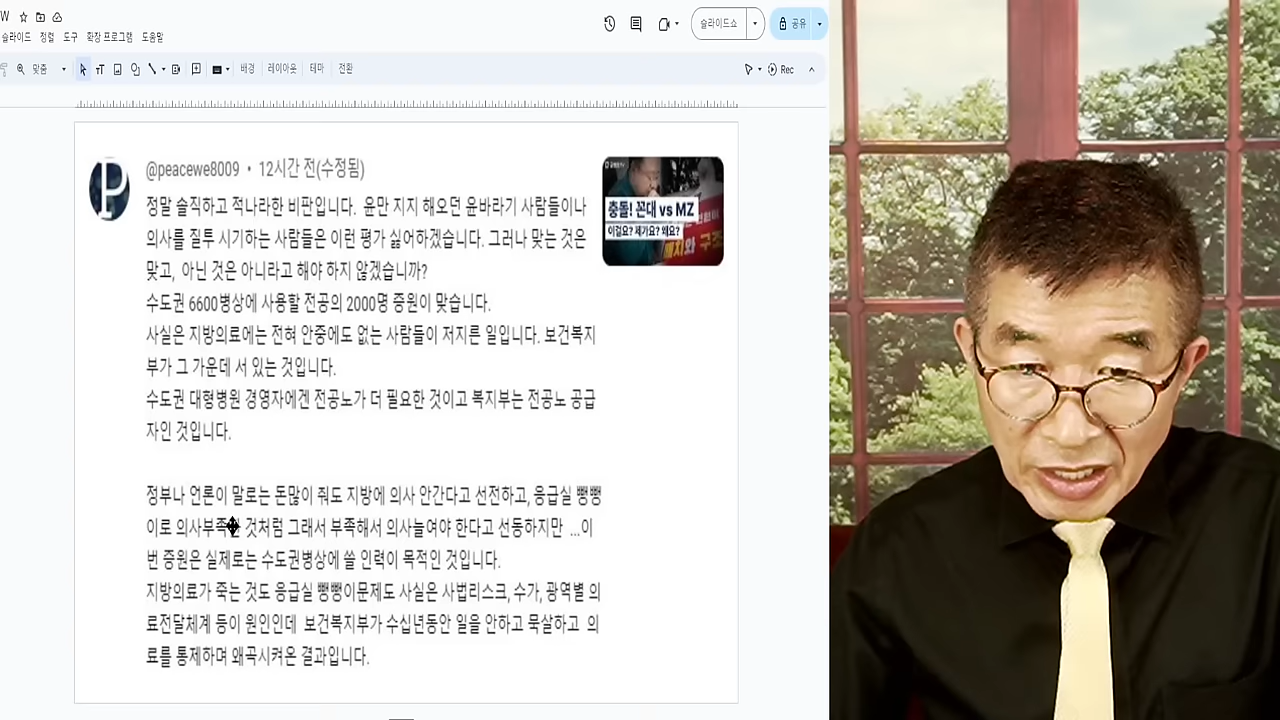 W
슬라이드 정렬 도구 확장 프로그램 도움말
슬라이드쇼
공유
맞춤
배경 레이아웃 테마 전환
Rec
@peacewe8009 • 12시간 전(수정됨)
정말 솔직하고 적나라한 비판입니다. 윤만 지지 해오던 윤바라기 사람들이나
의사를 질투 시기하는 사람들은 이런 평가 싫어하겠습니다. 그러나 맞는 것은
맞고, 아닌 것은 아니라고 해야 하지 않겠습니까?
수도권 6600병상에 사용할 전공의 2000명 증원이 맞습니다.
사실은 지방의료에는 전혀 안중에도 없는 사람들이 저지른 일입니다. 보건복지
부가 그 가운데 서 있는 것입니다.
수도권 대형병원 경영자에겐 전공노가 더 필요한 것이고 복지부는 전공노 공급
자인 것입니다.
정부나 언론이 말로는 돈많이 줘도 지방에 의사 안간다고 선전하고, 응급실 뺑뺑
이로 의사부족한 것처럼 그래서 부족해서 의사늘여야 한다고 선동하지만 ...이
번 증원은 실제로는 수도권병상에 쓸 인력이 목적인 것입니다.
지방의료가 죽는 것도 응급실 뺑뺑이문제도 사실은 사법리스크, 수가, 광역별 의
료전달체계 등이 원인인데 보건복지부가 수십년동안 일을 안하고 묵살하고 의
료를 통제하며 왜곡시켜온 결과입니다.
충돌! 꼰대 vs MZ
이걸요? 제가요? 왜요?